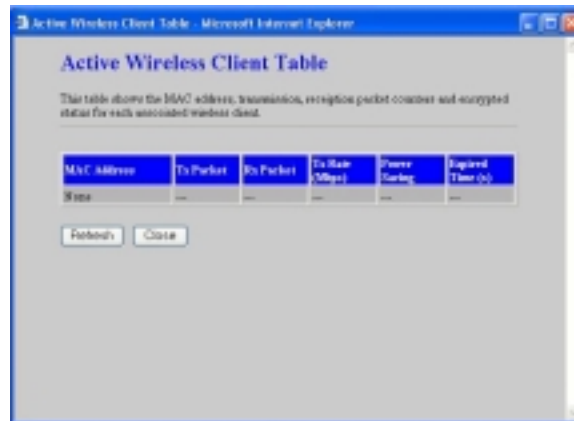 Active Wireless Client Table - Microsoft Internet Explorer
Active Wireless Client Table
This table shows the MAC address, transmission, reception packet counters and encrypted
status for each associated wireless client.
MAC Address Tx Packet Rx Packet Tx Rate (Mbps) Power Saving Expired Time (s)
None --- --- --- --- ---
Refresh Close